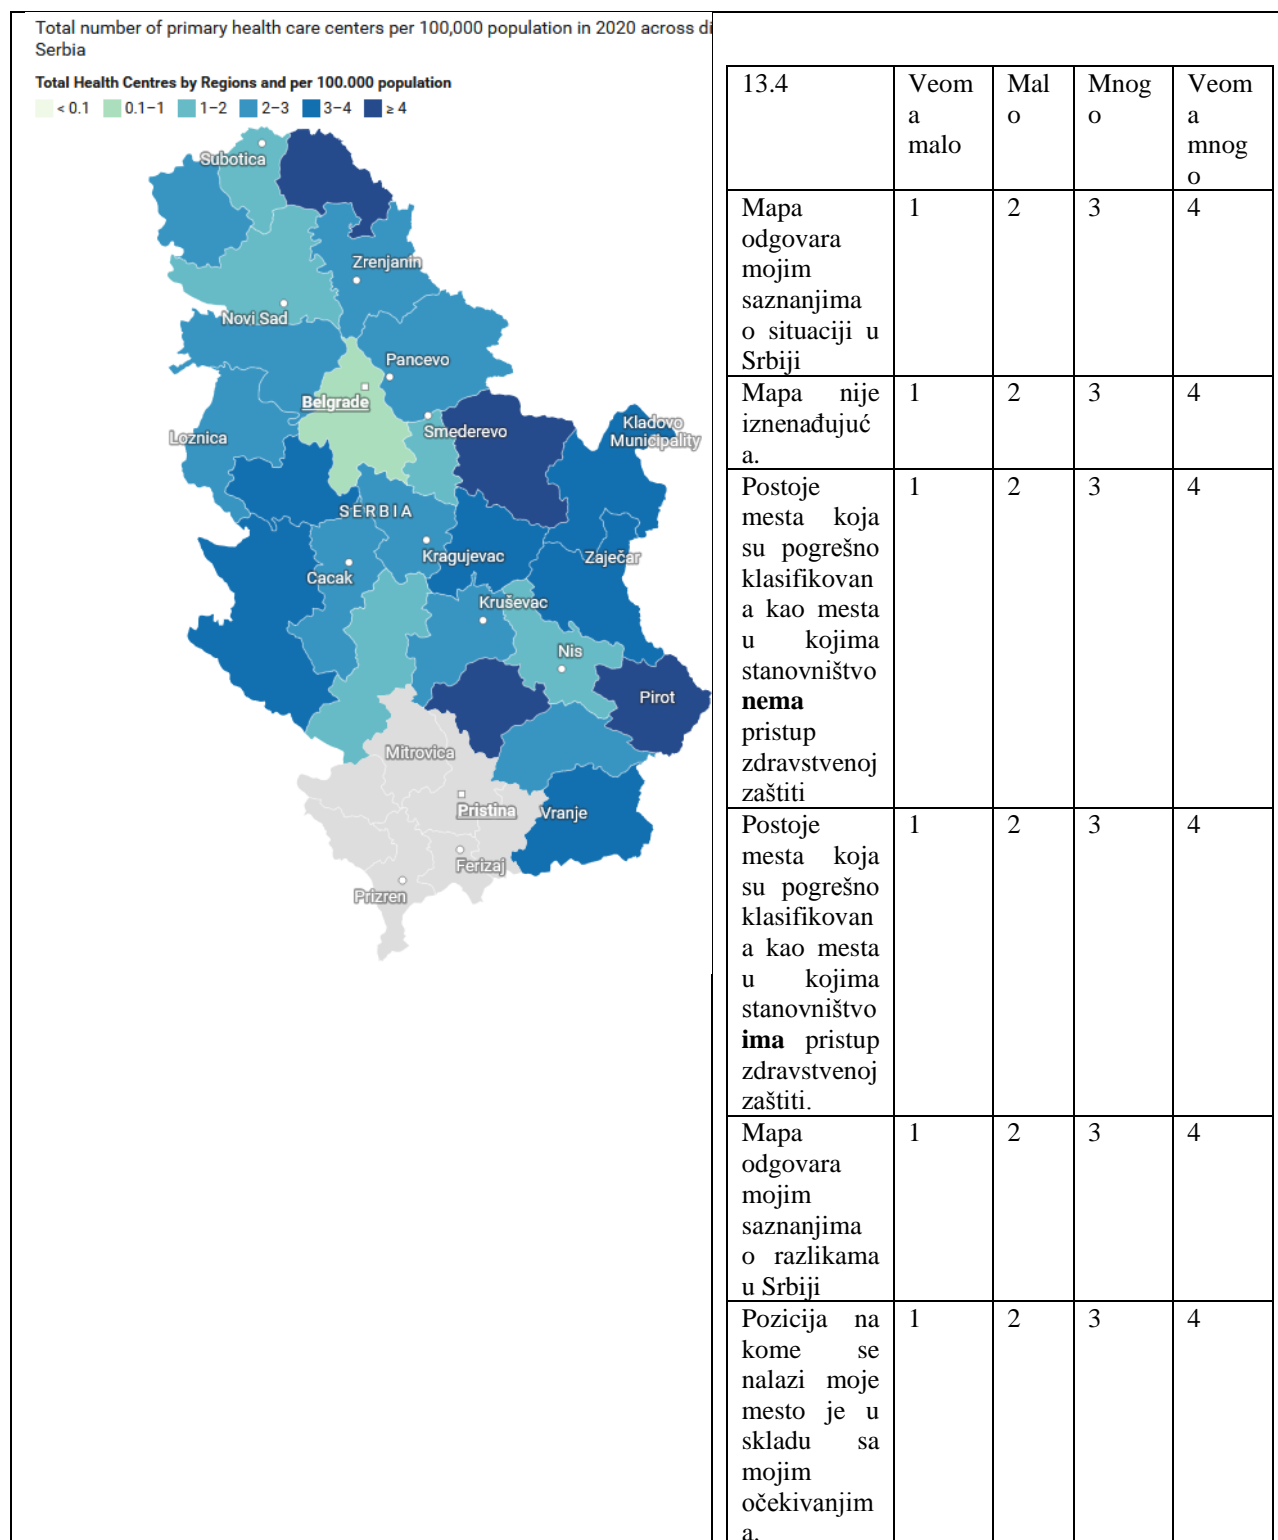 Total number of primary health care centers per 100,000 population in 2020 across di
Serbia
Total Health Centres by Regions and per 100.000 population
< 0.1 0.1–1 1–2 2–3 3–4 ≥ 4
Subotica
Zrenjanin
Novi Sad
Pancevo
Belgrade
Smederevo
Kladovo
Municipality
Loznica
SERBIA
Kragujevac
Zaječar
Cacak
Kruševac
Nis
Pirot
Mitrovica
Pristina
Vranje
Ferizaj
Prizren
13.4
Veom
a
malo
Mal
o
Mnog
o
Veom
a
mnog
o
Mapa
odgovara
mojim
saznanjima
o situaciji u
Srbiji
1 2 3 4
Mapa nije
iznenađujuć
a.
1 2 3 4
Postoje
mesta koja
su pogrešno
klasifikovan
a kao mesta
u kojima
stanovništvo
nema
pristup
zdravstvenoj
zaštiti
1 2 3 4
Postoje
mesta koja
su pogrešno
klasifikovan
a kao mesta
u kojima
stanovništvo
ima pristup
zdravstvenoj
zaštiti.
1 2 3 4
Mapa
odgovara
mojim
saznanjima
o razlikama
u Srbiji
1 2 3 4
Pozicija na
kome se
nalazi moje
mesto je u
skladu sa
mojim
očekivanjim
a.
1 2 3 4